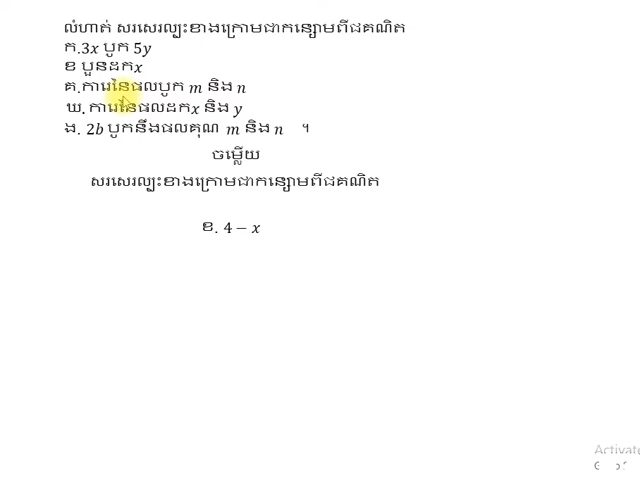 លំហាត់ សរសេរល្បះខាងក្រោមជាកន្សោមពីជគណិត
ក.3x បូក 5y
ខ បួនដកx
គ.ការេនៃផលបូក m និង n
ឃ. ការេនៃផលដកx និង y
ង. 2b បូកនឹងផលគុណ m និង n ។
ចម្លើយ
សរសេរល្បះខាងក្រោមជាកន្សោមពីជគណិត
ខ. 4 − x
Activate